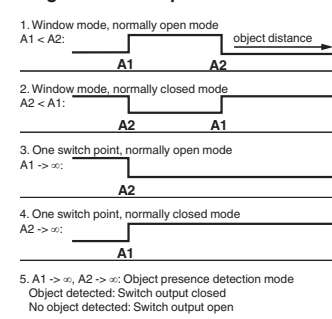 1. Window mode, normally open mode
A1 < A2:
object distance
A1 A2
2. Window mode, normally closed mode
A2 < A1:
A2 A1
3. One switch point, normally open mode
A1 -> ∞:
A2
4. One switch point, normally closed mode
A2 -> ∞:
A1
5. A1 -> ∞, A2 -> ∞: Object presence detection mode
Object detected: Switch output closed
No object detected: Switch output open